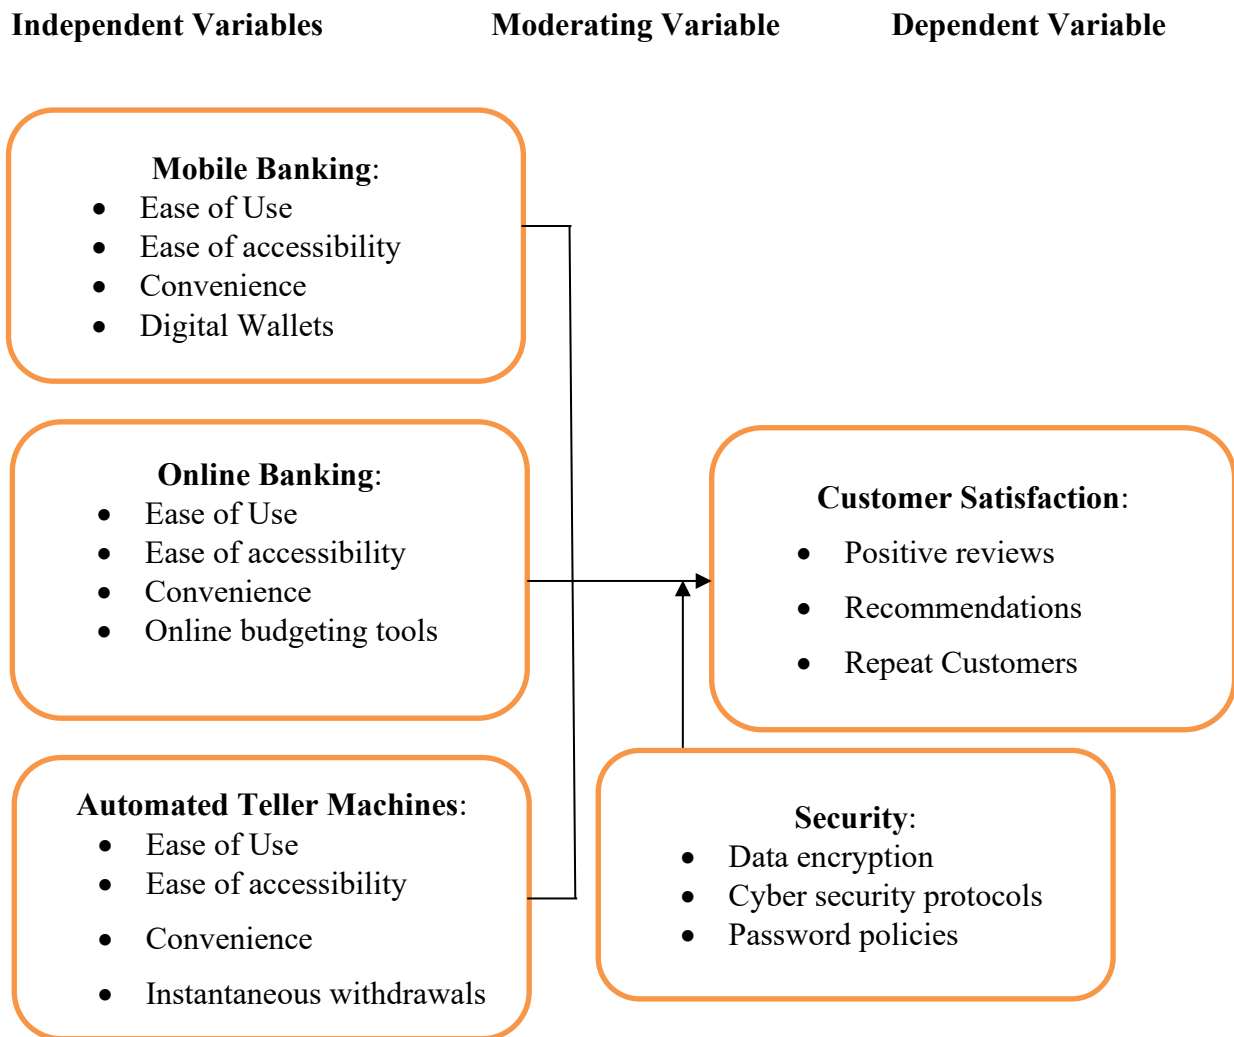 Independent Variables Moderating Variable Dependent Variable
Mobile Banking:
• Ease of Use
• Ease of accessibility
• Convenience
• Digital Wallets
Online Banking:
• Ease of Use
• Ease of accessibility
• Convenience
• Online budgeting tools
Customer Satisfaction:
• Positive reviews
• Recommendations
• Repeat Customers
Automated Teller Machines:
• Ease of Use
• Ease of accessibility
• Convenience
• Instantaneous withdrawals
Security:
• Data encryption
• Cyber security protocols
• Password policies